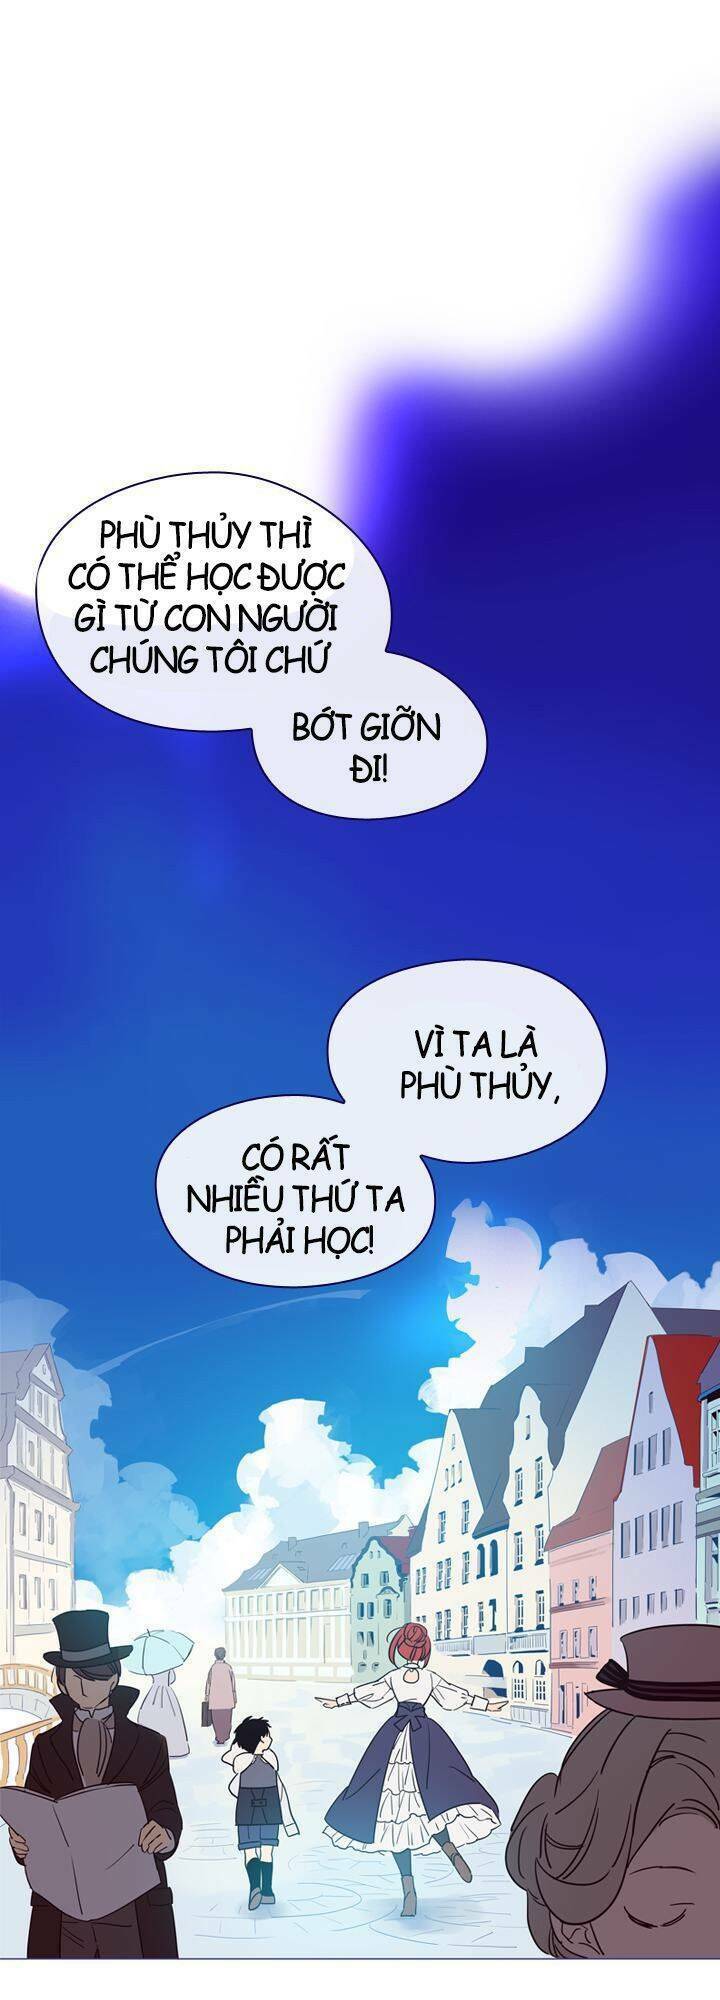 PHÙ THỦY THÌ
CÓ THỂ HỌC ĐƯỢC
GÌ TỪ CON NGƯỜI
CHÚNG TÔI CHỨ
BỚT GIỠN
ĐI!
VÌ TA LÀ
PHÙ THỦY,
CÓ RẤT
NHIỀU THỨ TA
PHẢI HỌC!